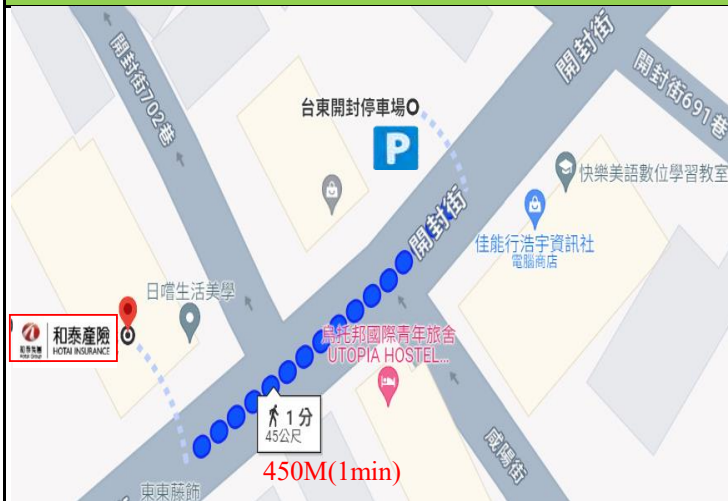 開封街702巷
台東開封停車場
P
開封街
開封街691巷
快樂美語數位學習教室
佳能行浩宇資訊社
電腦商店
開封街
日嚐生活美學
和泰產險
HOTAI INSURANCE
烏托邦國際青年旅舍
UTOPIA HOSTEL...
1分
45公尺
450M(1min)
咸陽街
東東藤飾